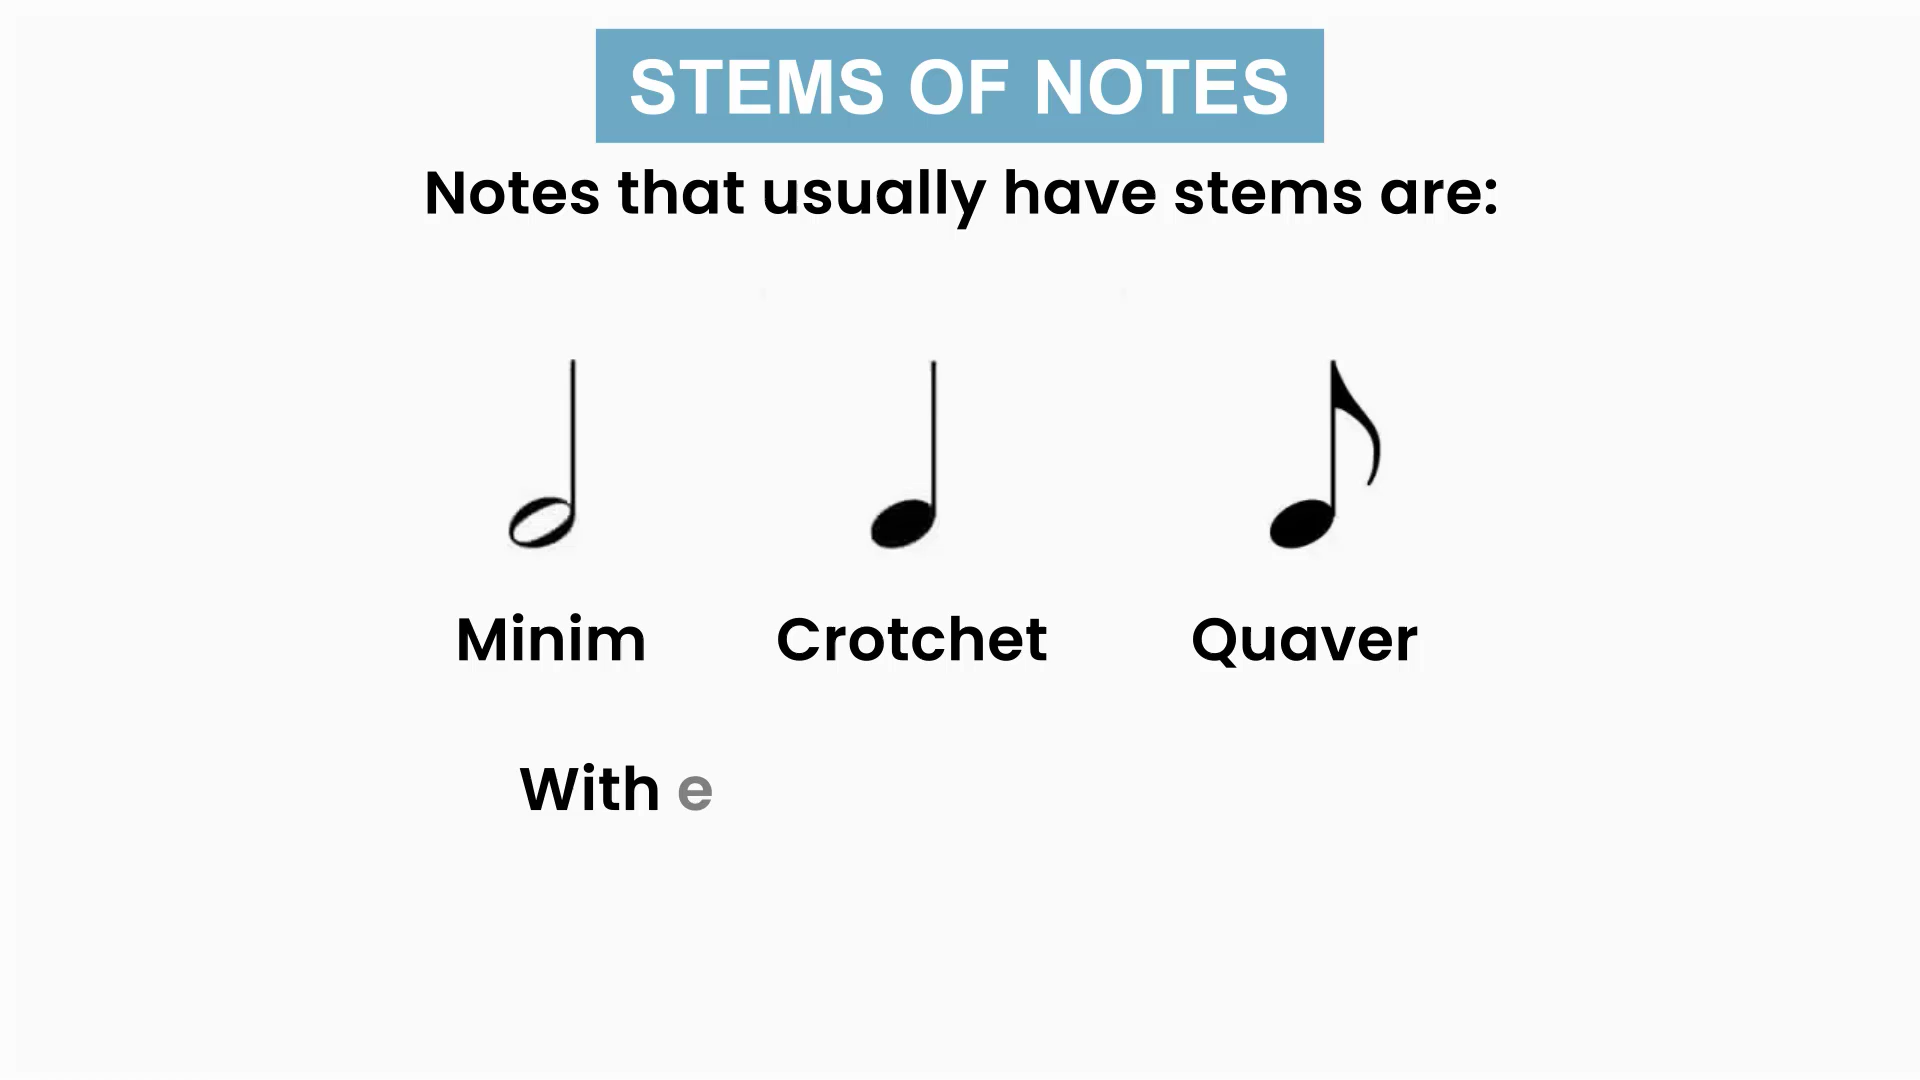 STEMS OF NOTES
Notes that usually have stems are:
Minim Crotchet Quaver
With e